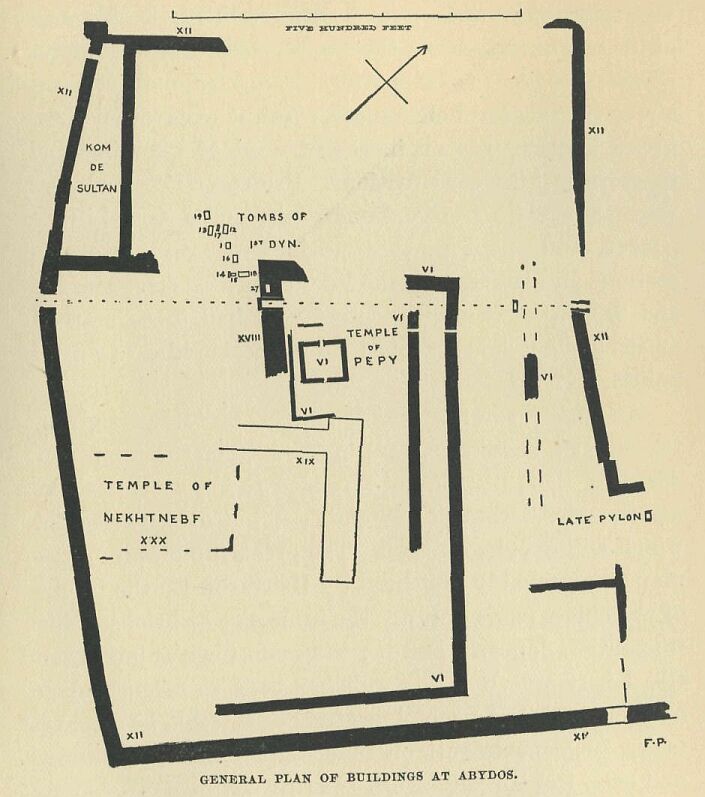 FIVE HUNDRED FEET
XII
XII
KOM
DE
SULTAN
XII
TOMBS OF
1ST DYN.
19
13
17
12
1
16
14
15
18
27
VI
XVIII
VI
TEMPLE
OF
PEPY
VI
XII
VI
VI
XIX
TEMPLE OF
NEKHTNEBF
XXX
LATE PYLON
VI
XII
F.P.
GENERAL PLAN OF BUILDINGS AT ABYDOS.